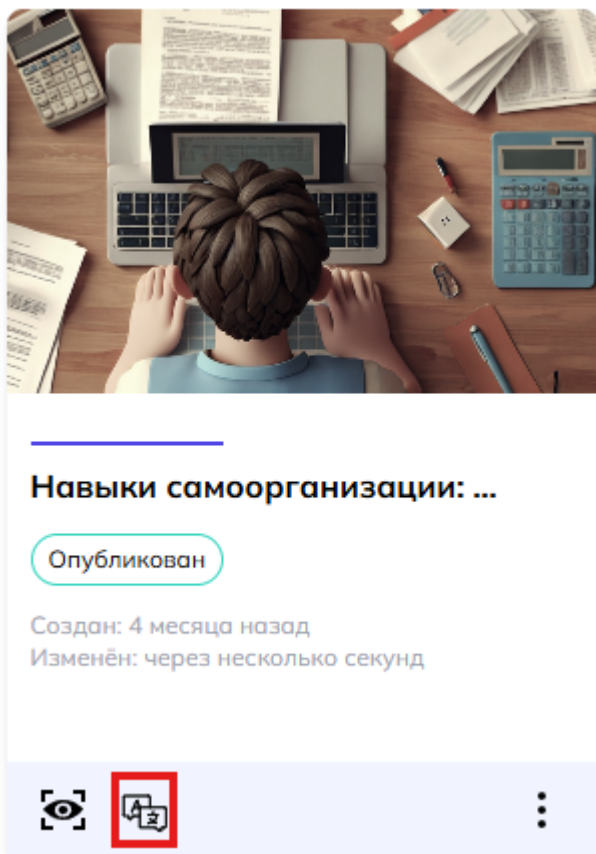 Навыки самоорганизации: ...
Опубликован
Создан: 4 месяца назад
Изменён: через несколько секунд